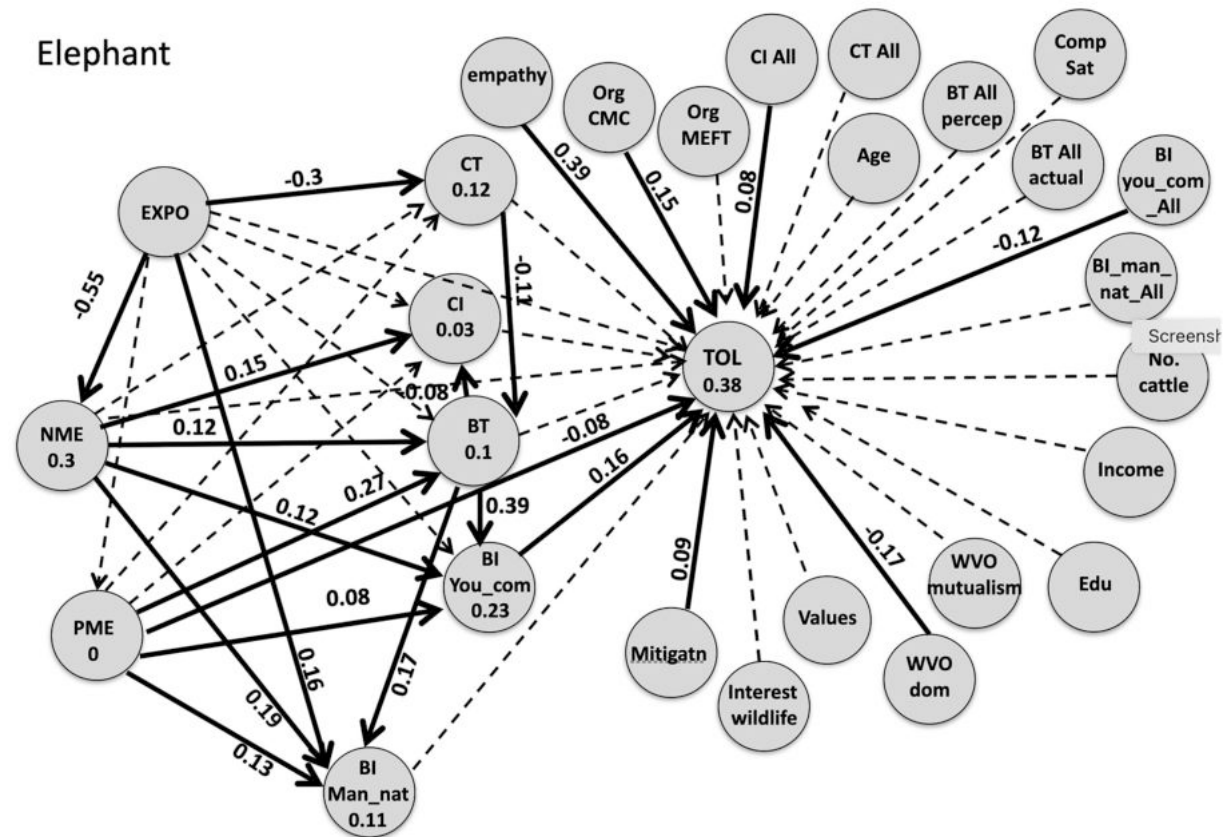 Elephant
empathy
Org
CMC
Org
MEFT
CI All
CT All
Comp
Sat
BT All
percep
Age
BT All
actual
BI
you_com
_All
BI_man_
nat_All
Screensh
No.
cattle
Income
Edu
WVO
mutualism
WVO
dom
Values
Interest
wildlife
Mitigatn
TOL
0.38
EXPO
CT
0.12
CI
0.03
NME
0.3
BT
0.1
BI
You_com
0.23
PME
0
BI
Man_nat
0.11
-0.3
-0.55
0.39
0.15
0.08
-0.12
-0.11
0.15
-0.08
0.12
-0.08
0.27
0.12
0.39
0.16
0.08
0.16
0.17
0.19
0.13
0.09
-0.17